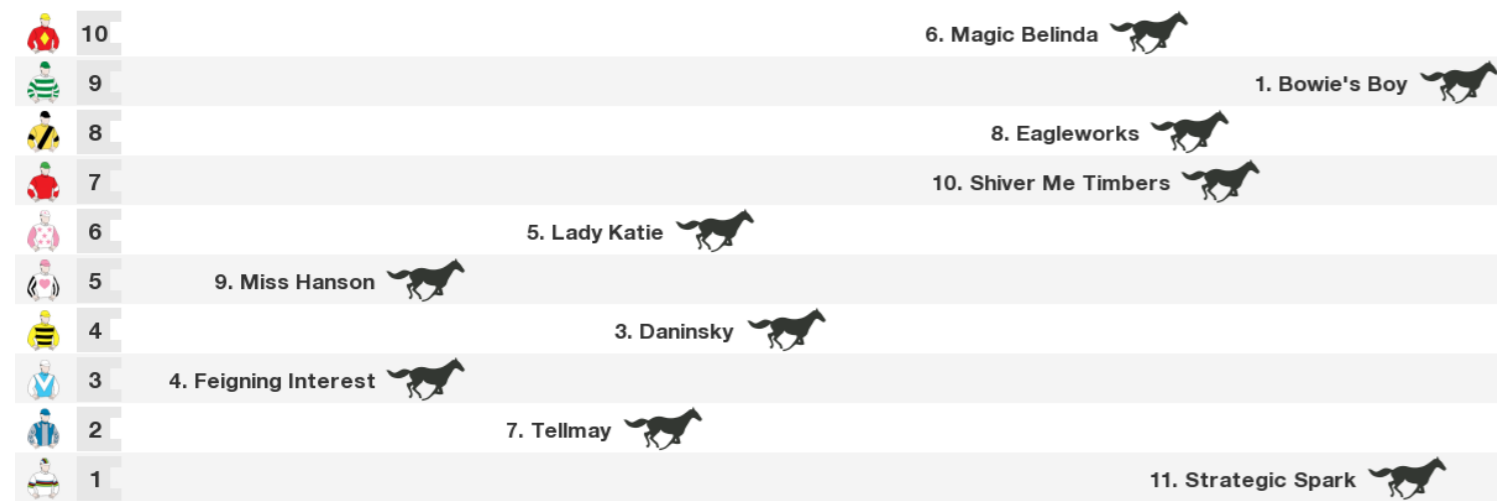 10 6. Magic Belinda
9 1. Bowie's Boy
8 8. Eagleworks
7 10. Shiver Me Timbers
6 5. Lady Katie
5 9. Miss Hanson
4 3. Daninsky
3 4. Feigning Interest
2 7. Tellmay
1 11. Strategic Spark